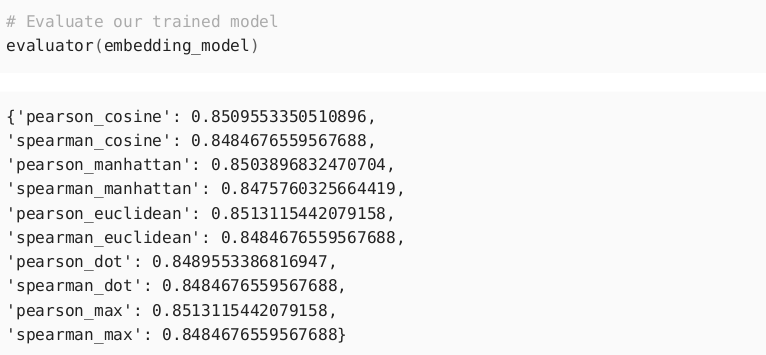 # Evaluate our trained model
evaluator(embedding_model)
{'pearson_cosine': 0.8509553350510896,
'spearman_cosine': 0.8484676559567688,
'pearson_manhattan': 0.8503896832470704,
'spearman_manhattan': 0.8475760325664419,
'pearson_euclidean': 0.8513115442079158,
'spearman_euclidean': 0.8484676559567688,
'pearson_dot': 0.8489553386816947,
'spearman_dot': 0.8484676559567688,
'pearson_max': 0.8513115442079158,
'spearman_max': 0.8484676559567688}